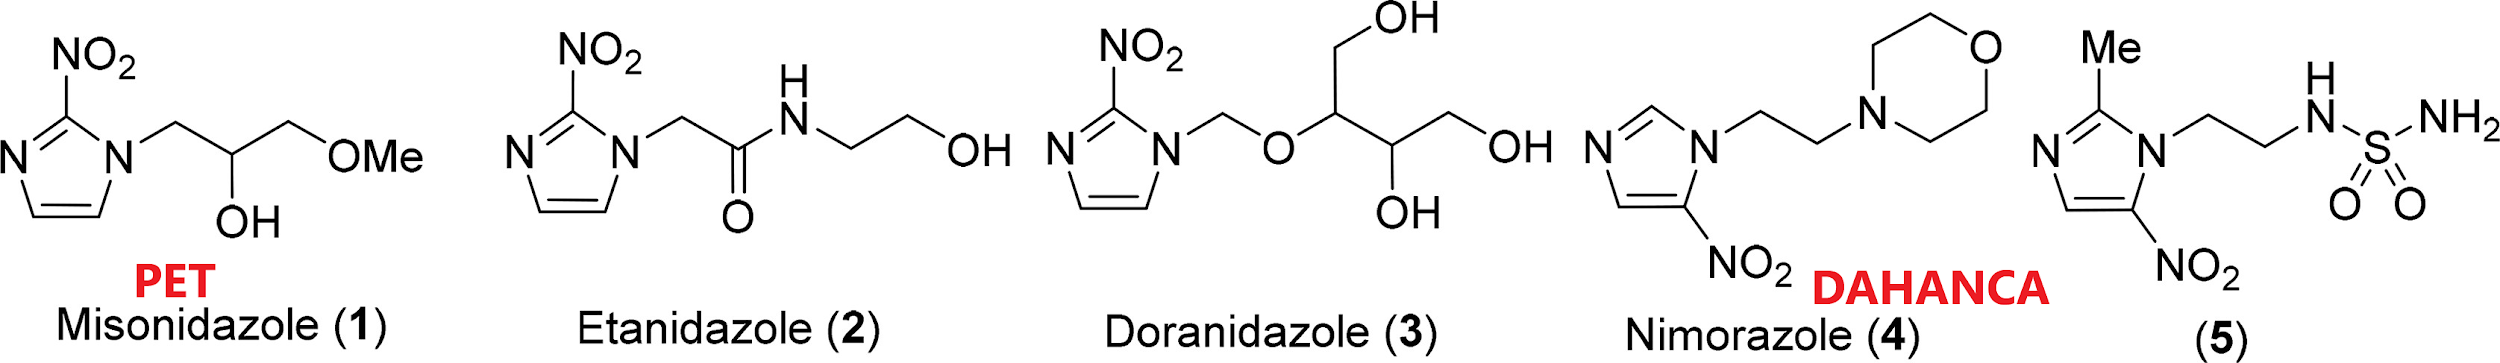 NO2
N
N
OH
OMe
PET
Misonidazole (1)
NO2
N
N
O
H
N
OH
Etanidazole (2)
NO2
N
N
O
OH
OH
OH
Doranidazole (3)
N
N
NO2
N
O
DAHANCA
Nimorazole (4)
Me
N
N
NO2
H
N
S
O
O
NH2
(5)